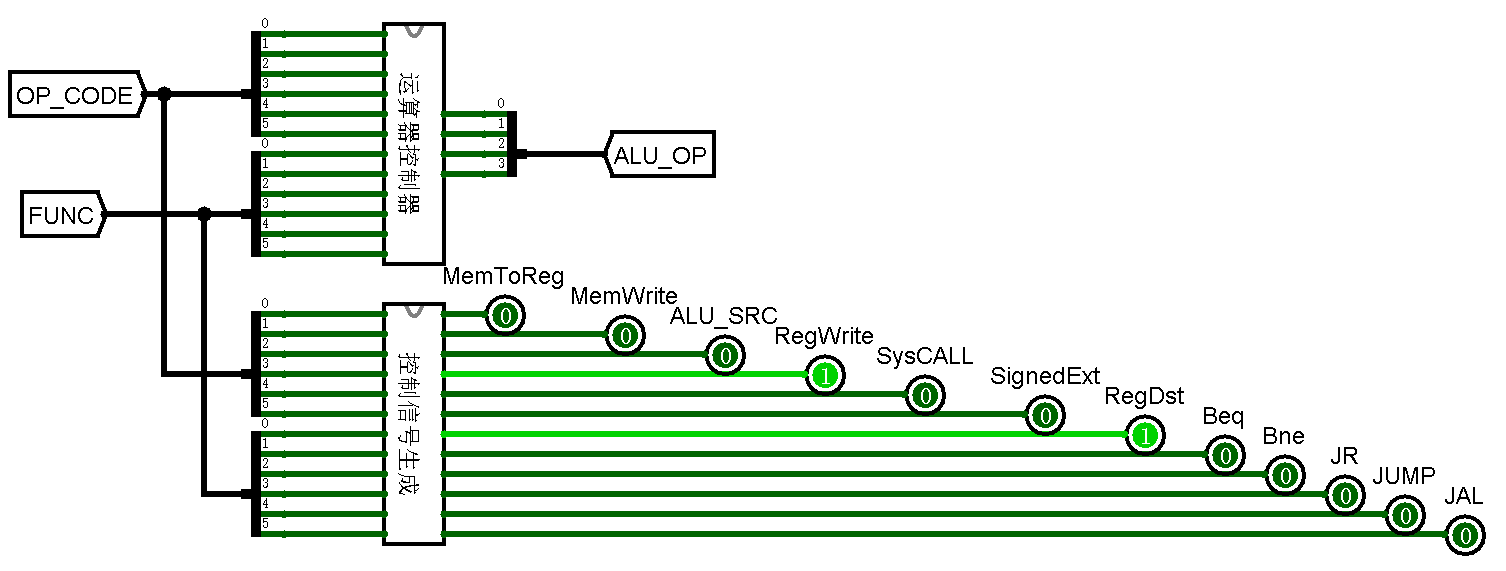 0
1
2
3
4
5
OP_CODE
运算器控制器
0
1
2
3
ALU_OP
0
1
2
3
4
5
FUNC
MemToReg
0
MemWrite
0
ALU_SRC
0
RegWrite
1
SysCALL
0
SignedExt
0
RegDst
1
Beq
0
Bne
0
JR
0
JUMP
0
JAL
0
0
1
2
3
4
5
控制信号生成
0
1
2
3
4
5